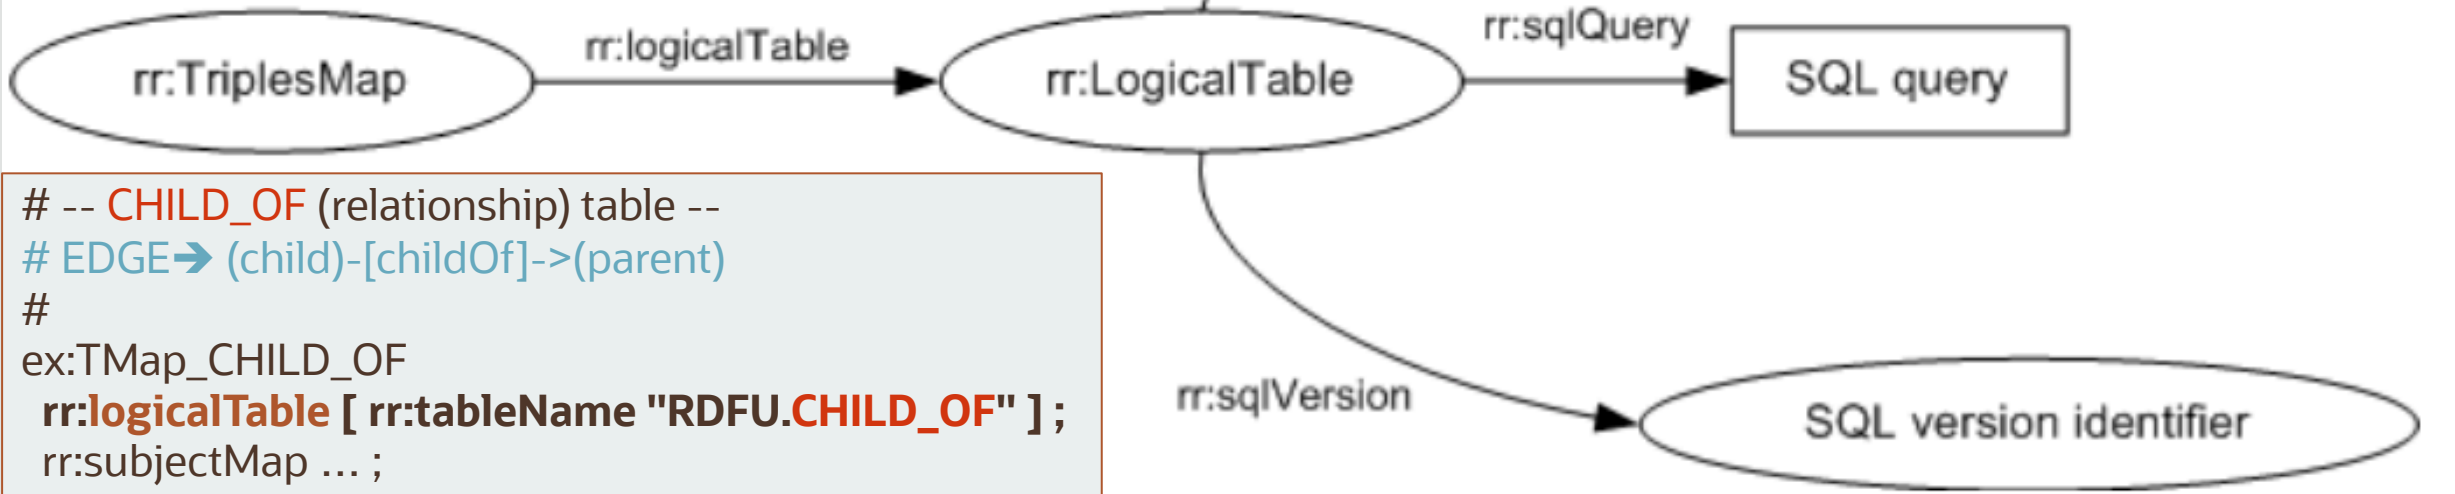 rr:sqlQuery
rr:logicalTable
rr:TriplesMap
rr:LogicalTable
SQL query
# -- CHILD_OF (relationship) table --
# EDGE➔ (child)-[childOf]->(parent)
#
ex:TMap_CHILD_OF
rr:logicalTable [ rr:tableName "RDFU.CHILD_OF" ] ;
rr:subjectMap ... ;
rr:sqlVersion
SQL version identifier